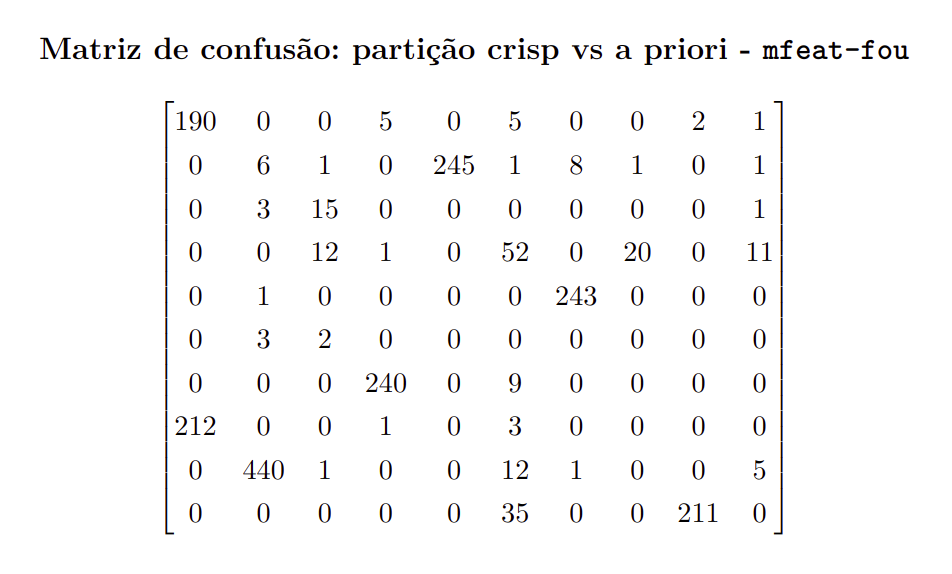 Matriz de confusão: partição crisp vs a priori - mfeat-fou
190 0 0 5 0 5 0 0 2 1
0 6 1 0 245 1 8 1 0 1
0 3 15 0 0 0 0 0 0 1
0 0 12 1 0 52 0 20 0 11
0 1 0 0 0 0 243 0 0 0
0 3 2 0 0 0 0 0 0 0
0 0 0 240 0 9 0 0 0 0
212 0 0 1 0 3 0 0 0 0
0 440 1 0 0 12 1 0 0 5
0 0 0 0 0 35 0 0 211 0